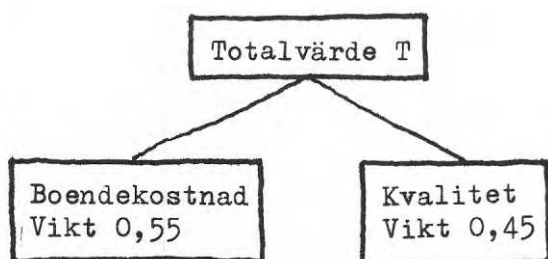 Totalvärde T
Boendekostnad
Vikt 0,55
Kvalitet
Vikt 0,45